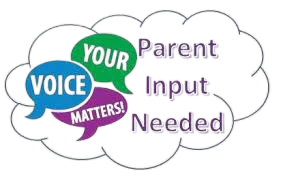 YOUR
VOICE
MATTERS!
Parent
Input
Needed